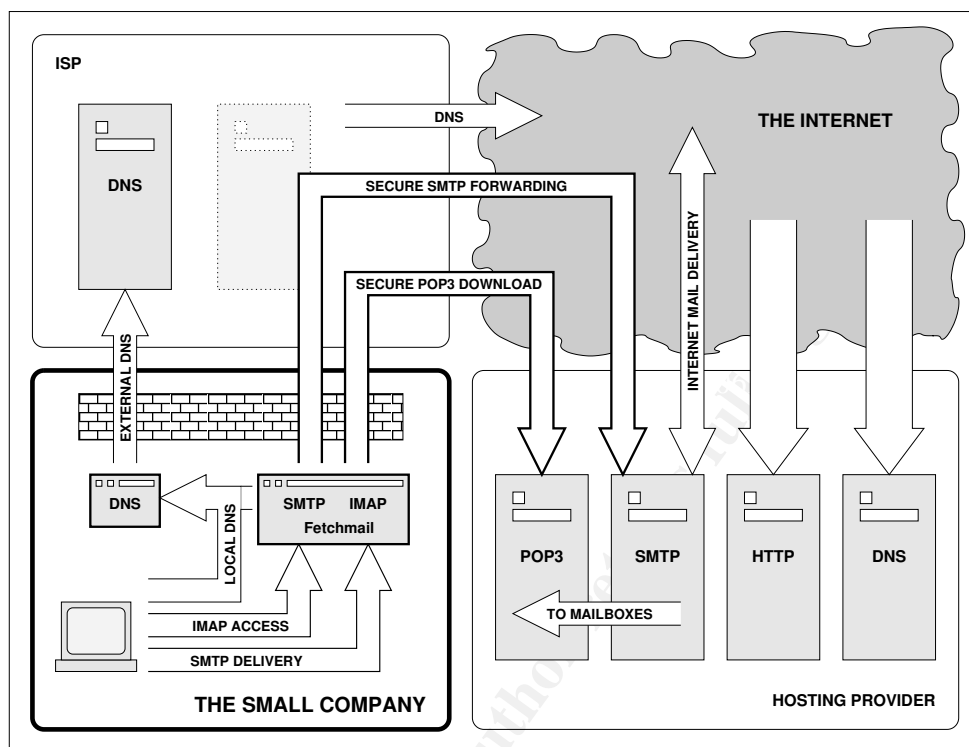 ISP
DNS
DNS
THE INTERNET
SECURE SMTP FORWARDING
SECURE POP3 DOWNLOAD
INTERNET MAIL DELIVERY
EXTERNAL DNS
DNS
SMTP IMAP
Fetchmail
LOCAL DNS
IMAP ACCESS
SMTP DELIVERY
THE SMALL COMPANY
POP3
SMTP
HTTP
DNS
TO MAILBOXES
HOSTING PROVIDER